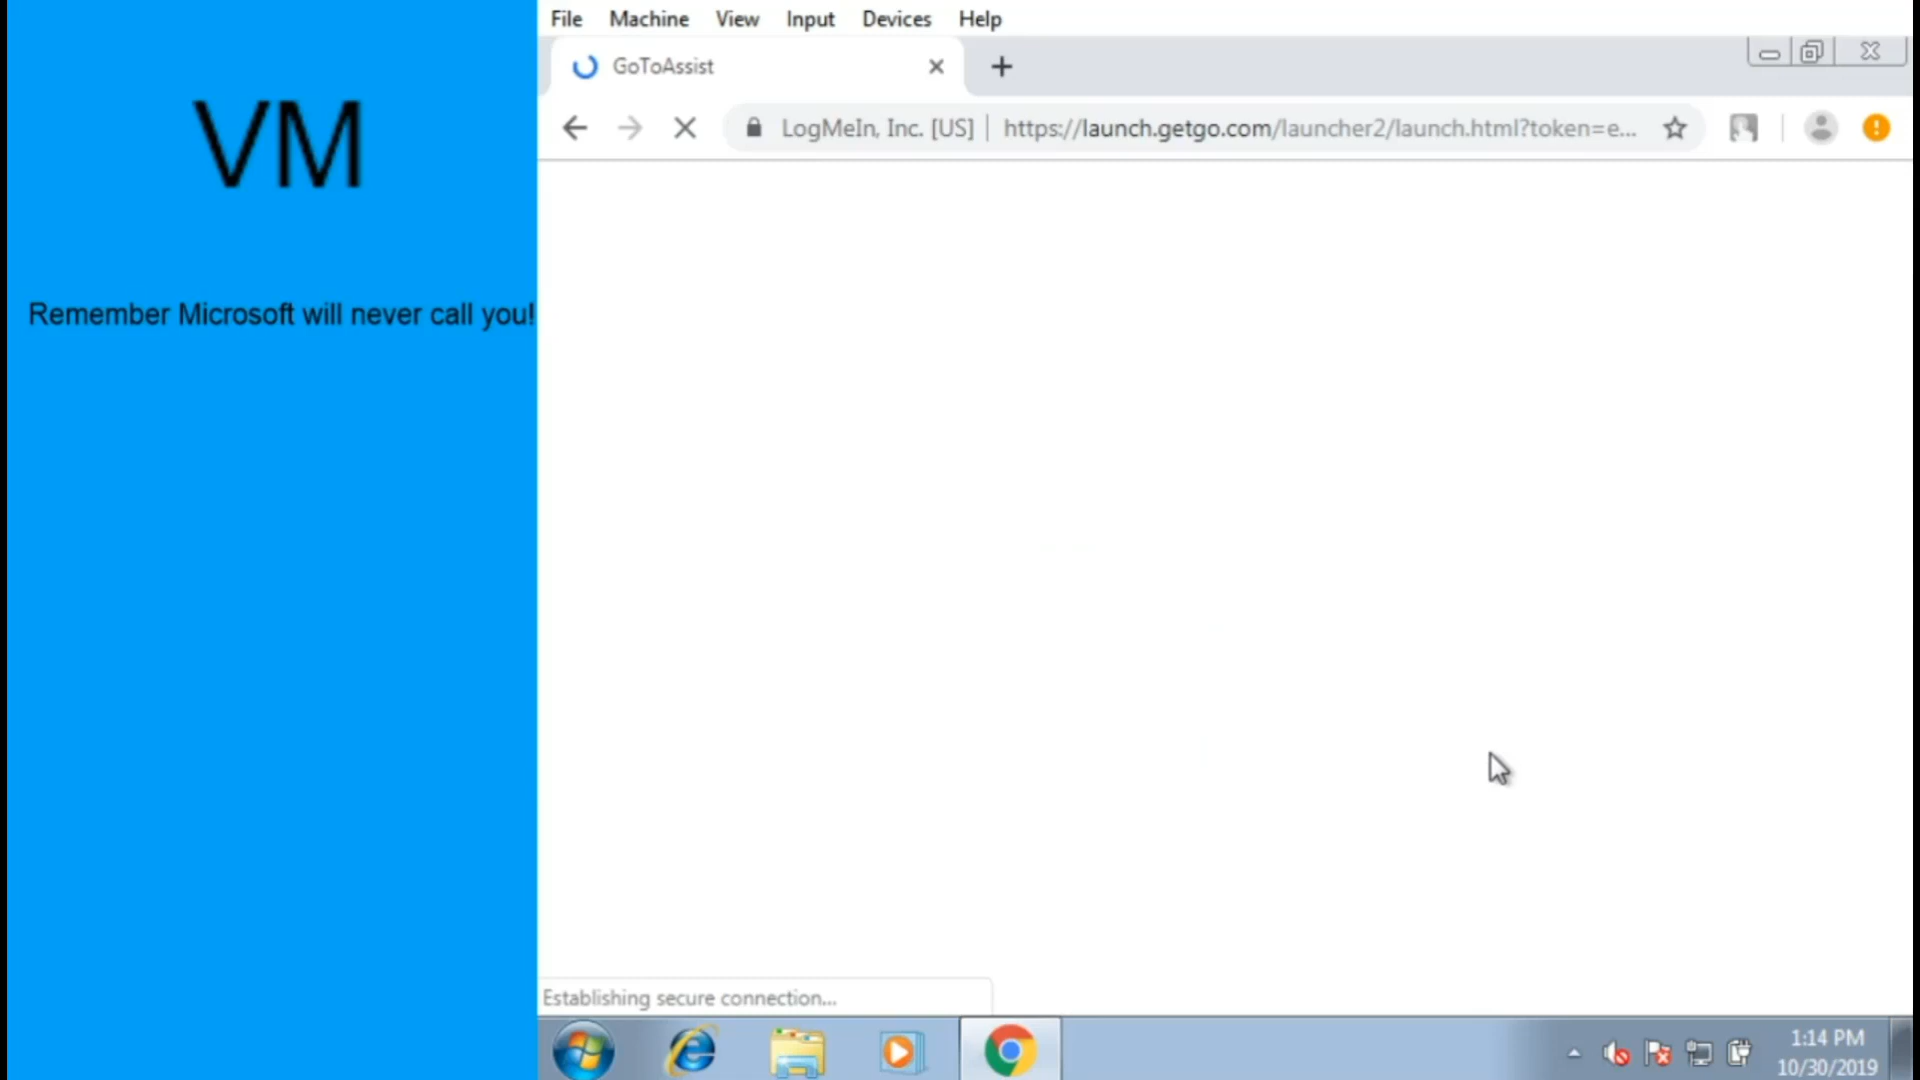 VM
Remember Microsoft will never call you!
File Machine View Input Devices Help
GoToAssist
LogMeIn, Inc. [US] | https://launch.getgo.com/launcher2/launch.html?token=e...
Establishing secure connection...
1:14 PM
10/30/2019